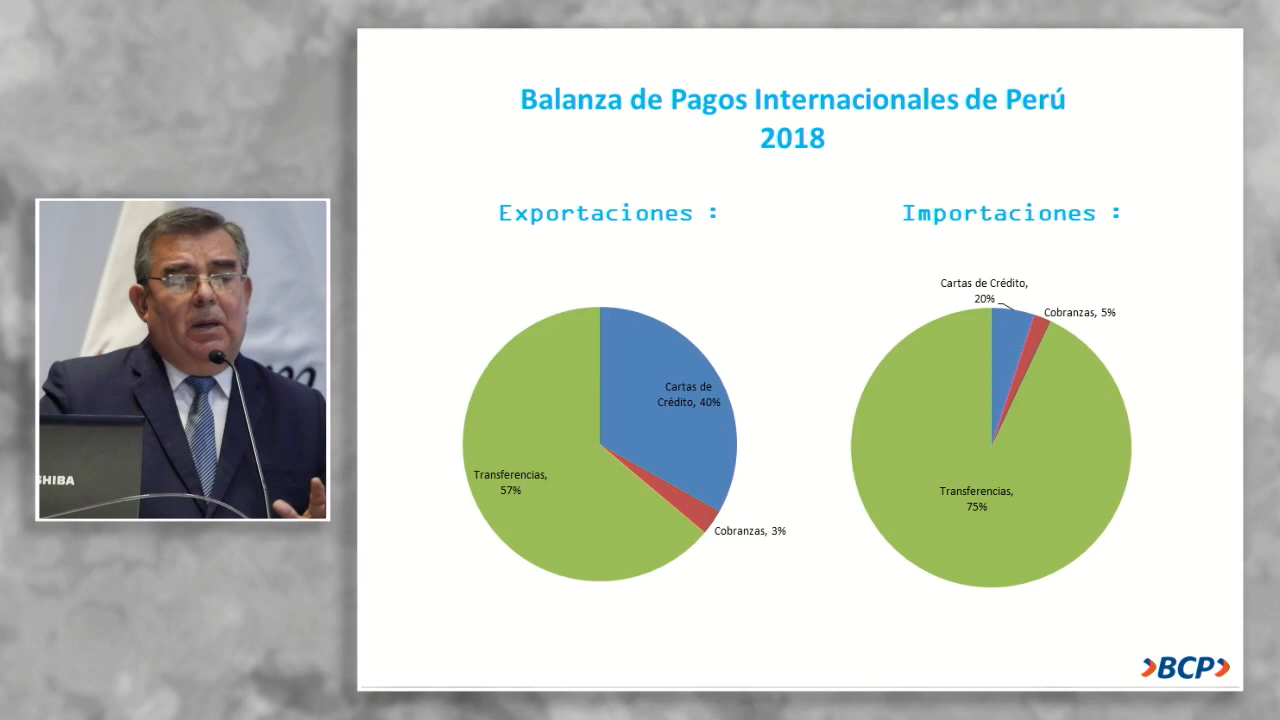 Balanza de Pagos Internacionales de Perú
2018
Exportaciones :
Importaciones :
Cartas de
Crédito, 40%
Transferencias,
57%
Cobranzas, 3%
Cartas de Crédito,
20%
Cobranzas, 5%
Transferencias,
75%
SHIBA
BCP